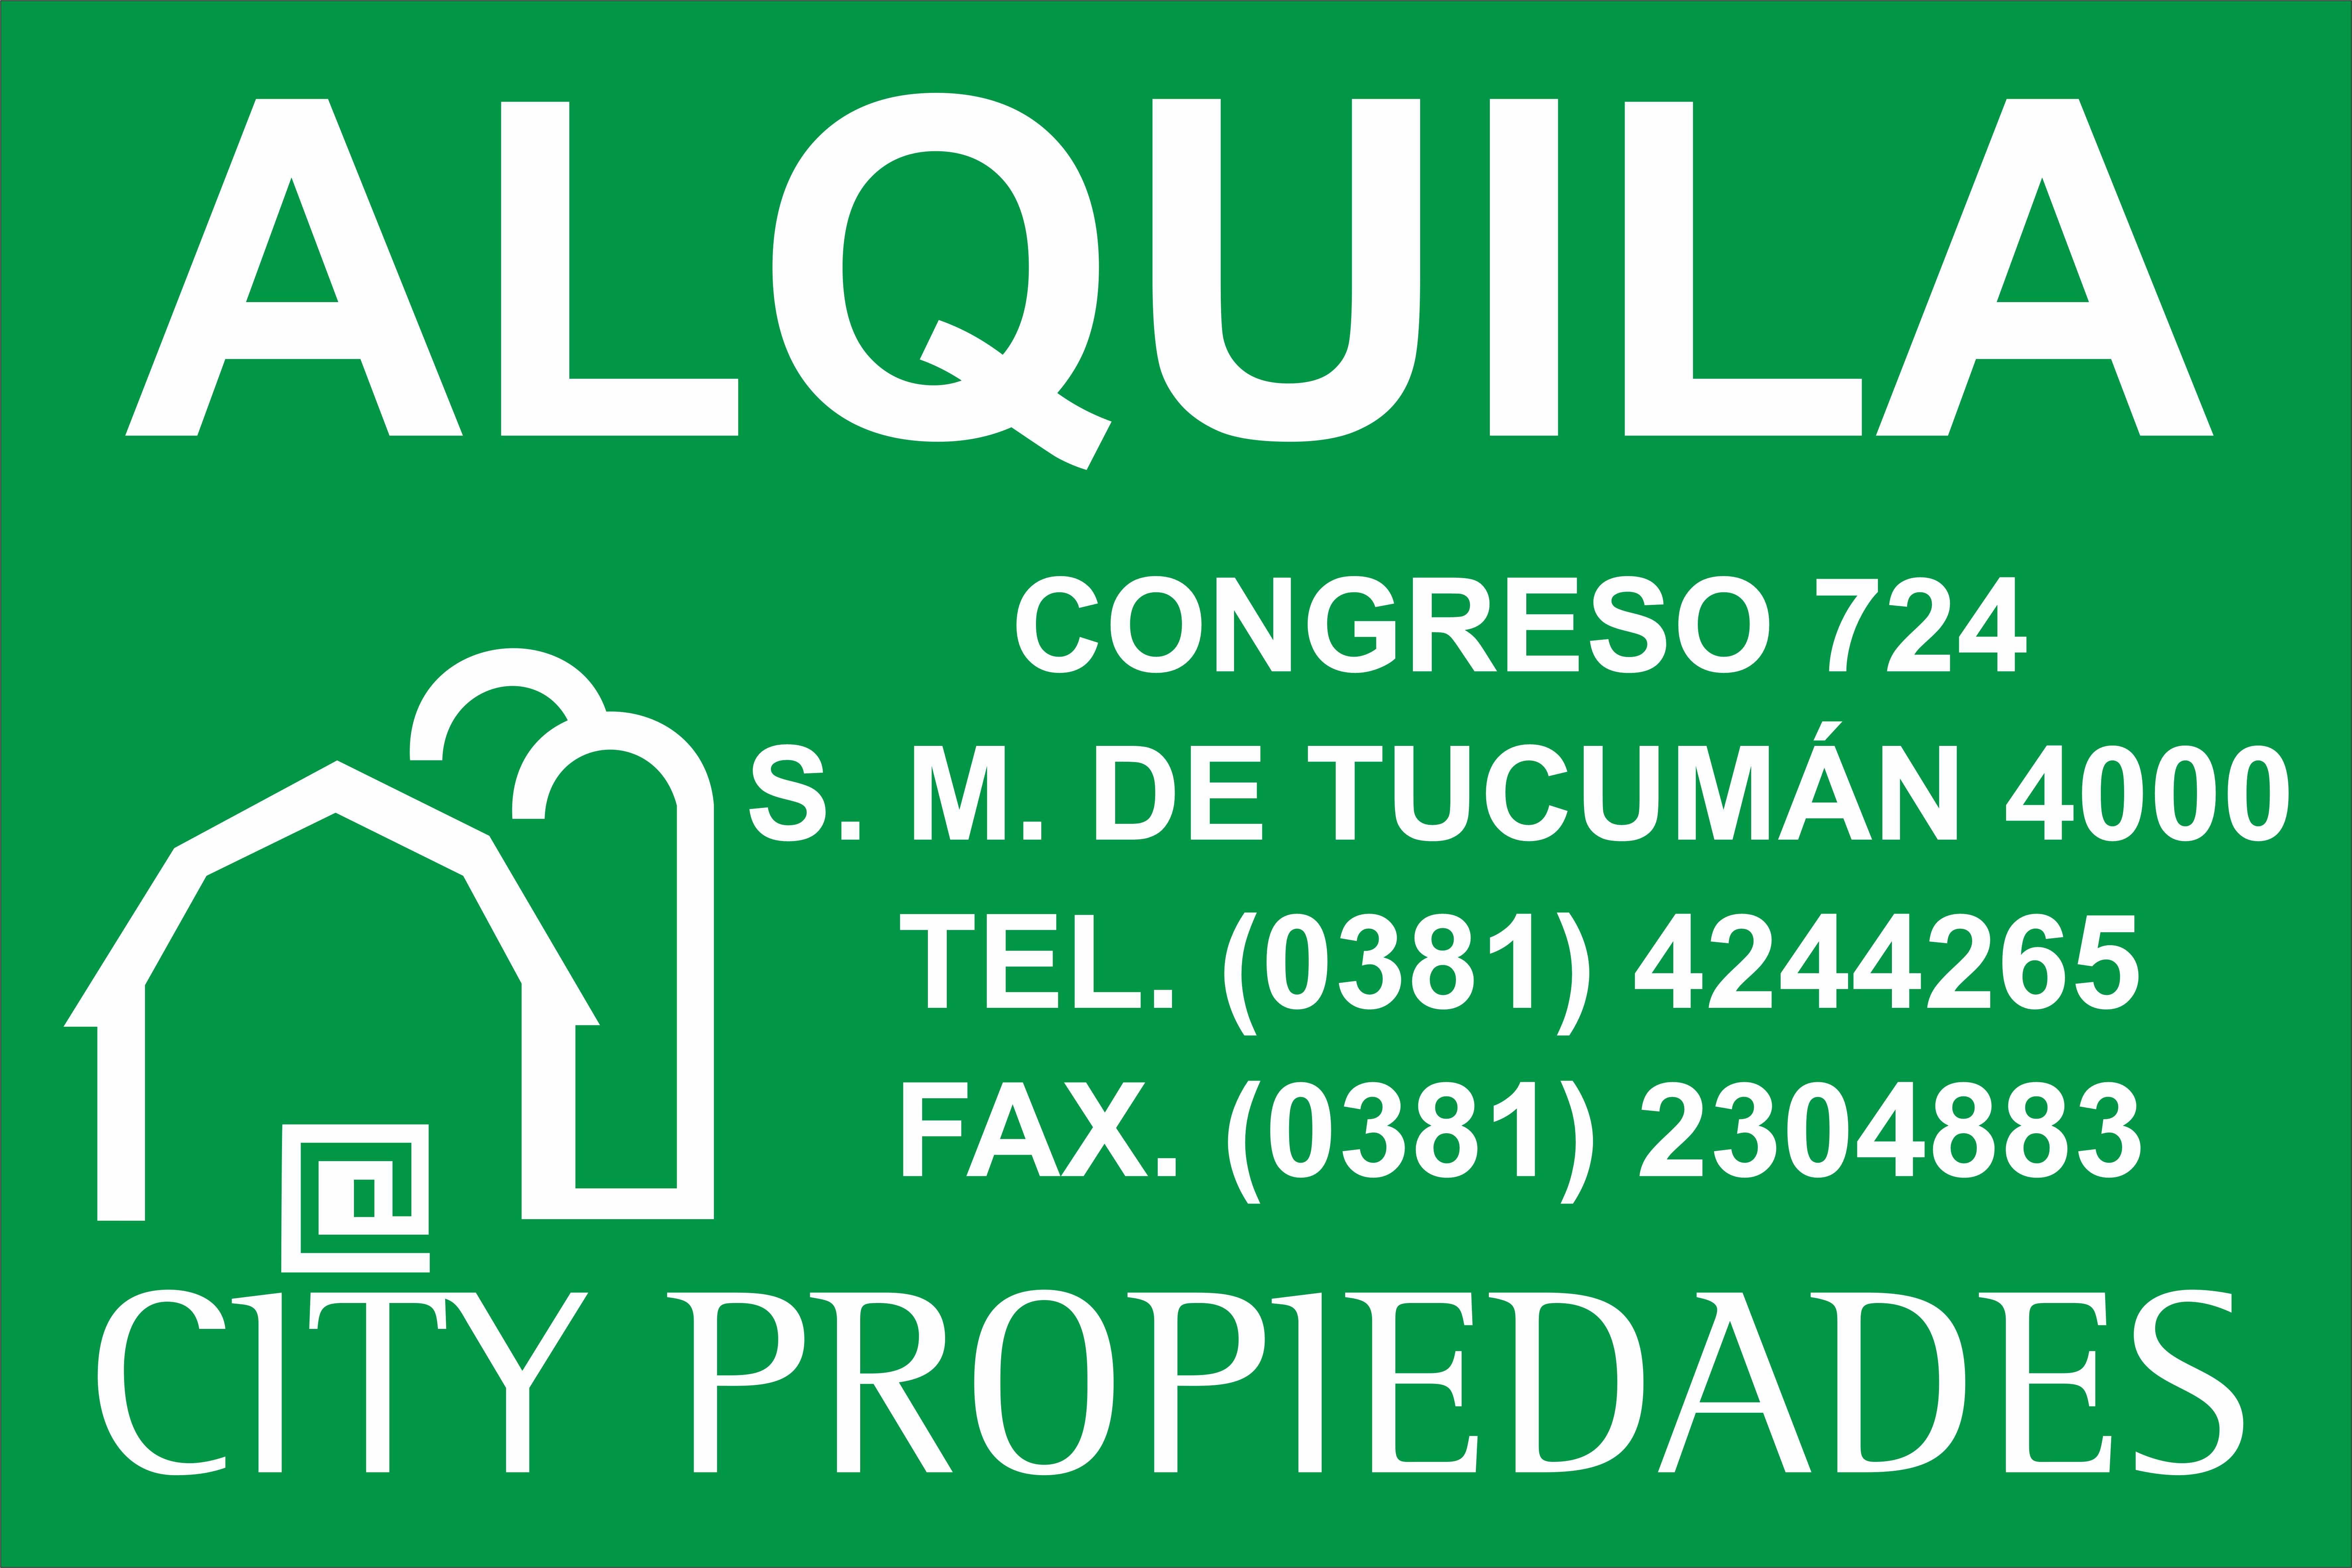 ALQUILA
CONGRESO 724
S. M. DE TUCUMÁN 4000
TEL. (0381) 4244265
FAX. (0381) 2304883
CITY PROPIEDADES